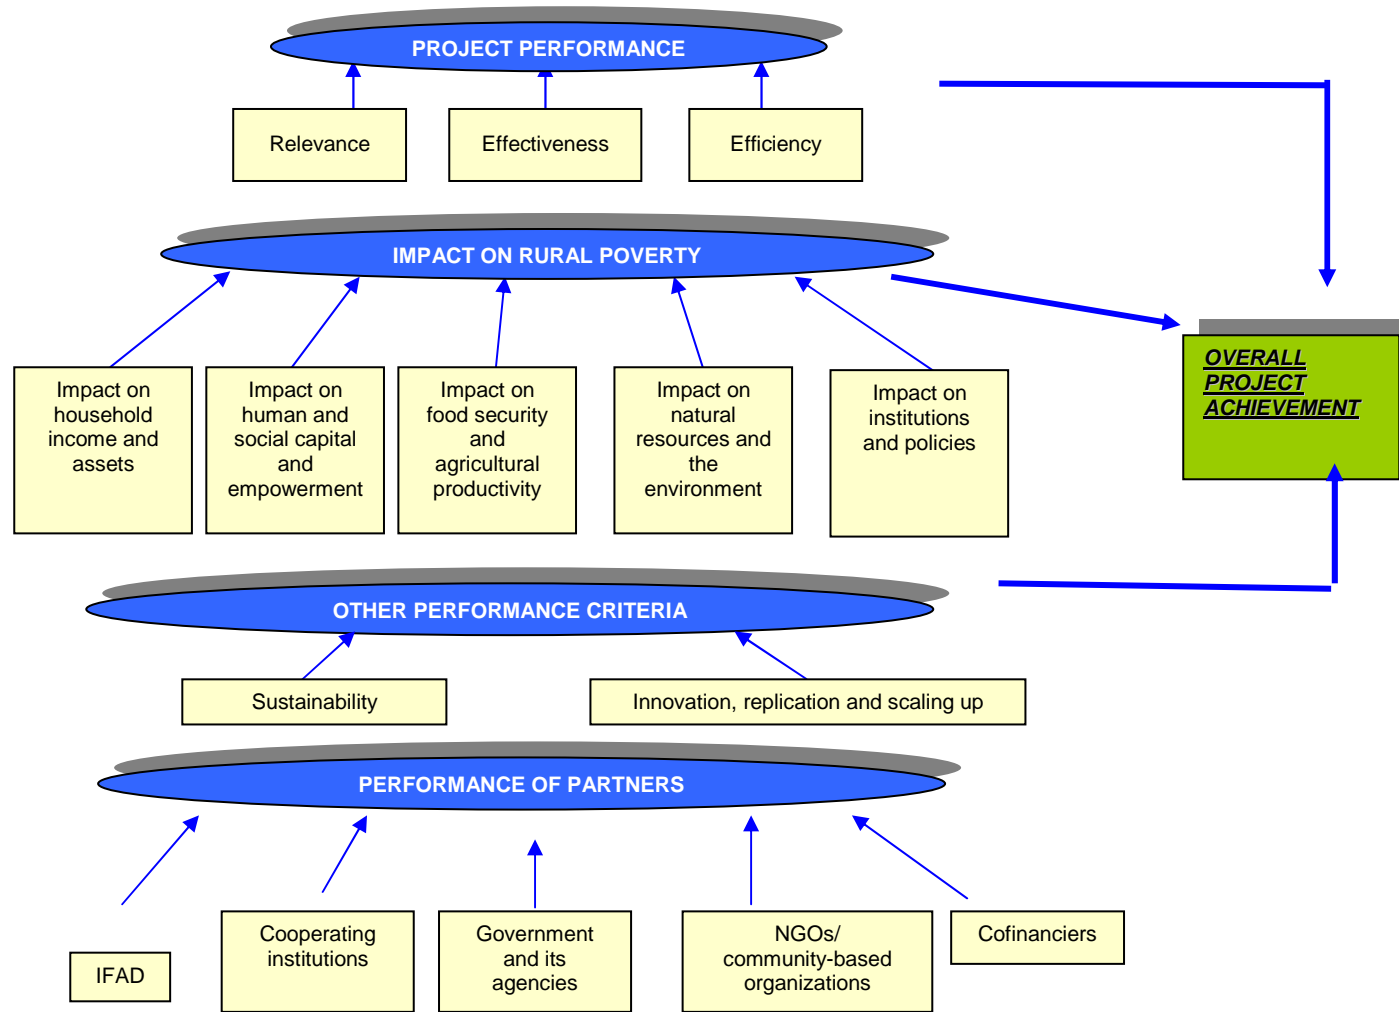 PROJECT PERFORMANCE
Relevance
Effectiveness
Efficiency
IMPACT ON RURAL POVERTY
Impact on
household
income and
assets
Impact on
human and
social capital
and
empowerment
Impact on
food security
and
agricultural
productivity
Impact on
natural
resources and
the
environment
Impact on
institutions
and policies
OVERALL
PROJECT
ACHIEVEMENT
OTHER PERFORMANCE CRITERIA
Sustainability
Innovation, replication and scaling up
PERFORMANCE OF PARTNERS
IFAD
Cooperating
institutions
Government
and its
agencies
NGOs/
community-based
organizations
Cofinanciers